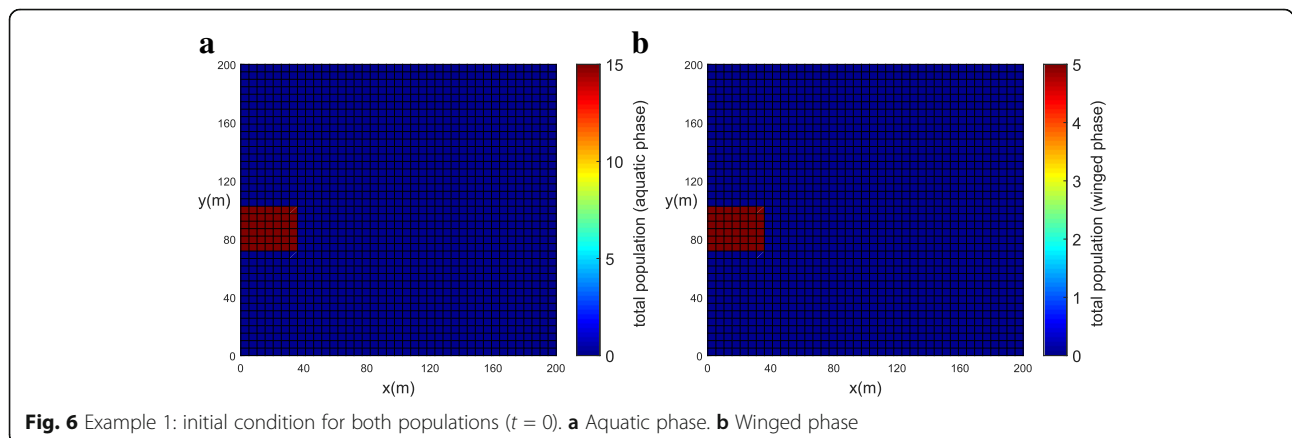 a
b
200
160
120
y(m)
80
40
0
0 40 80 120 160 200
x(m)
15
10
5
0
total population (aquatic phase)
200
160
120
y(m)
80
40
0
0 40 80 120 160 200
x(m)
5
4
3
2
1
0
total population (winged phase)
Fig. 6 Example 1: initial condition for both populations (t = 0). a Aquatic phase. b Winged phase